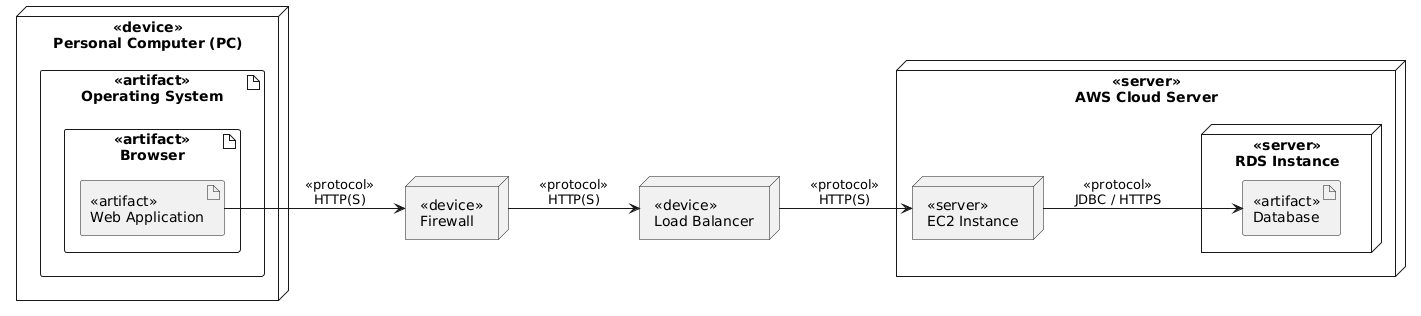 «device»
Personal Computer (PC)
«artifact»
Operating System
«artifact»
Browser
«artifact»
Web Application
«protocol»
HTTP(S)
«device»
Firewall
«protocol»
HTTP(S)
«device»
Load Balancer
«protocol»
HTTP(S)
«server»
AWS Cloud Server
«server»
EC2 Instance
«protocol»
JDBC / HTTPS
«server»
RDS Instance
«artifact»
Database